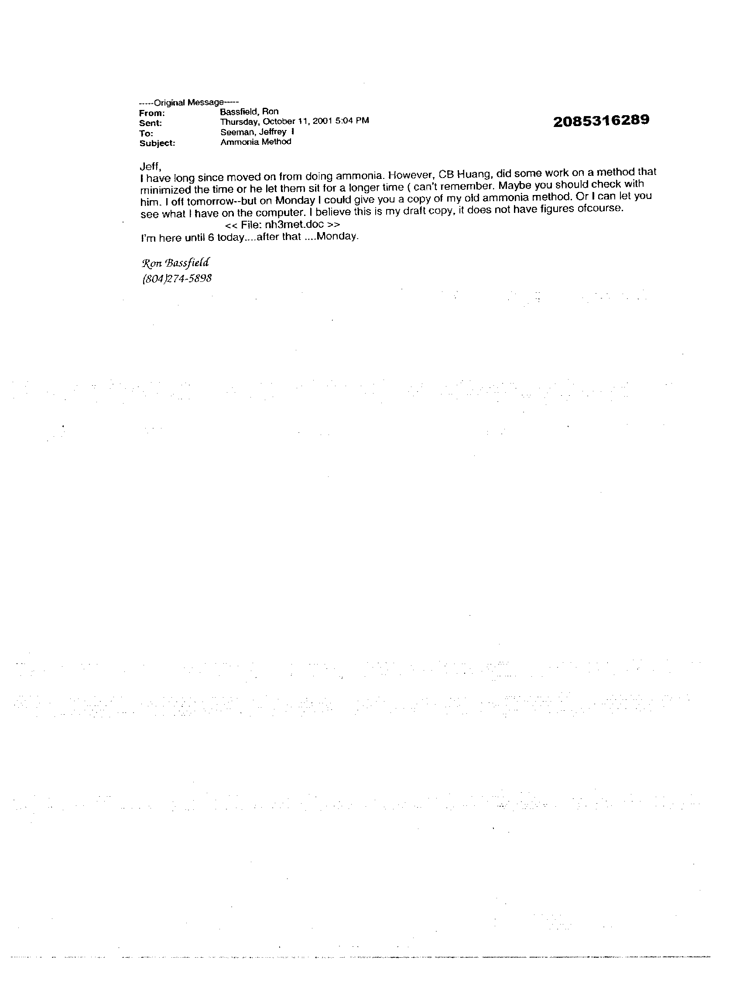 -----Original Message-----
From: Bassfield, Ron
Sent: Thursday, October 11, 2001 5:04 PM
To: Seeman, Jeffrey I
Subject: Ammonia Method
2085316289
Jeff,
I have long since moved on from doing ammonia. However, CB Huang, did some work on a method that
minimized the time or he let them sit for a longer time ( can't remember. Maybe you should check with
him. I off tomorrow--but on Monday I could give you a copy of my old ammonia method. Or I can let you
see what I have on the computer. I believe this is my draft copy, it does not have figures ofcourse.
<< File: nh3met.doc >>
I'm here until 6 today....after that ....Monday.
Ron Bassfield
(804)274-5898